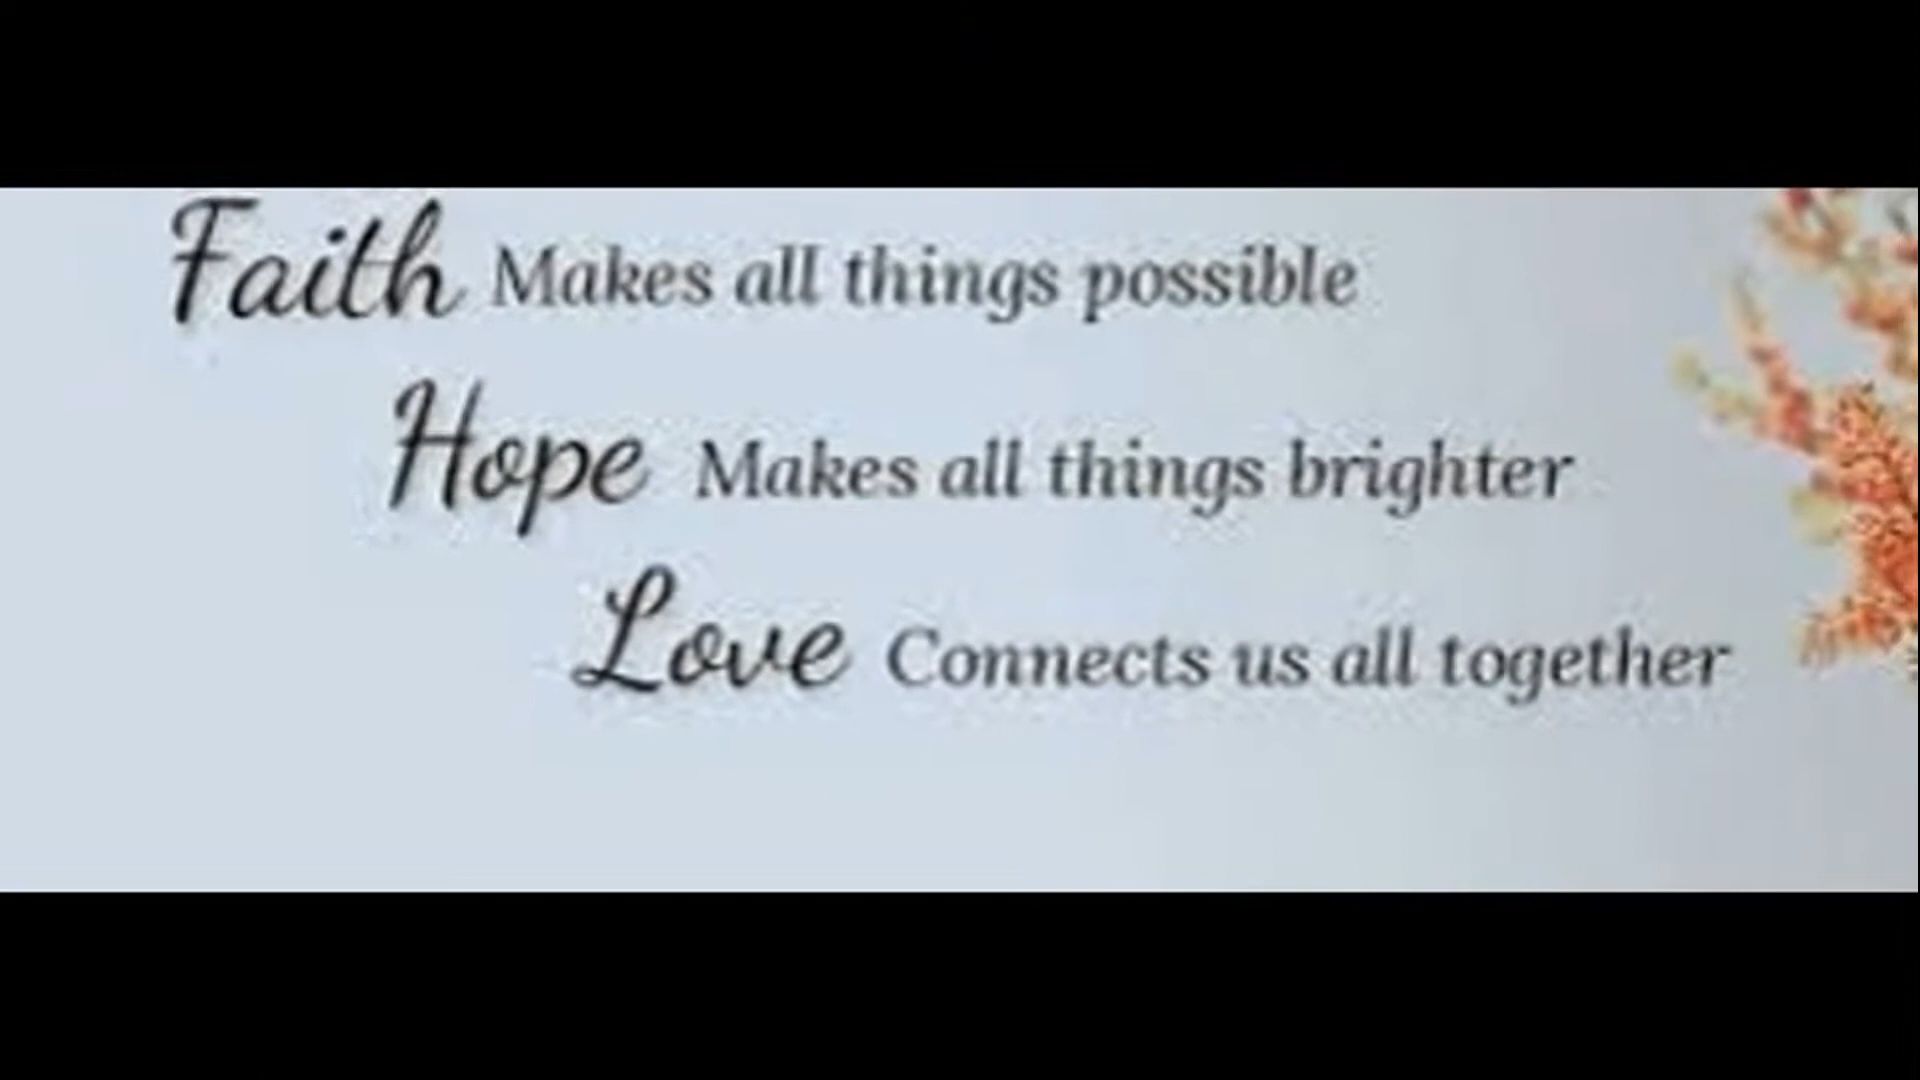 Faith Makes all things possible
Hope Makes all things brighter
Love Connects us all together